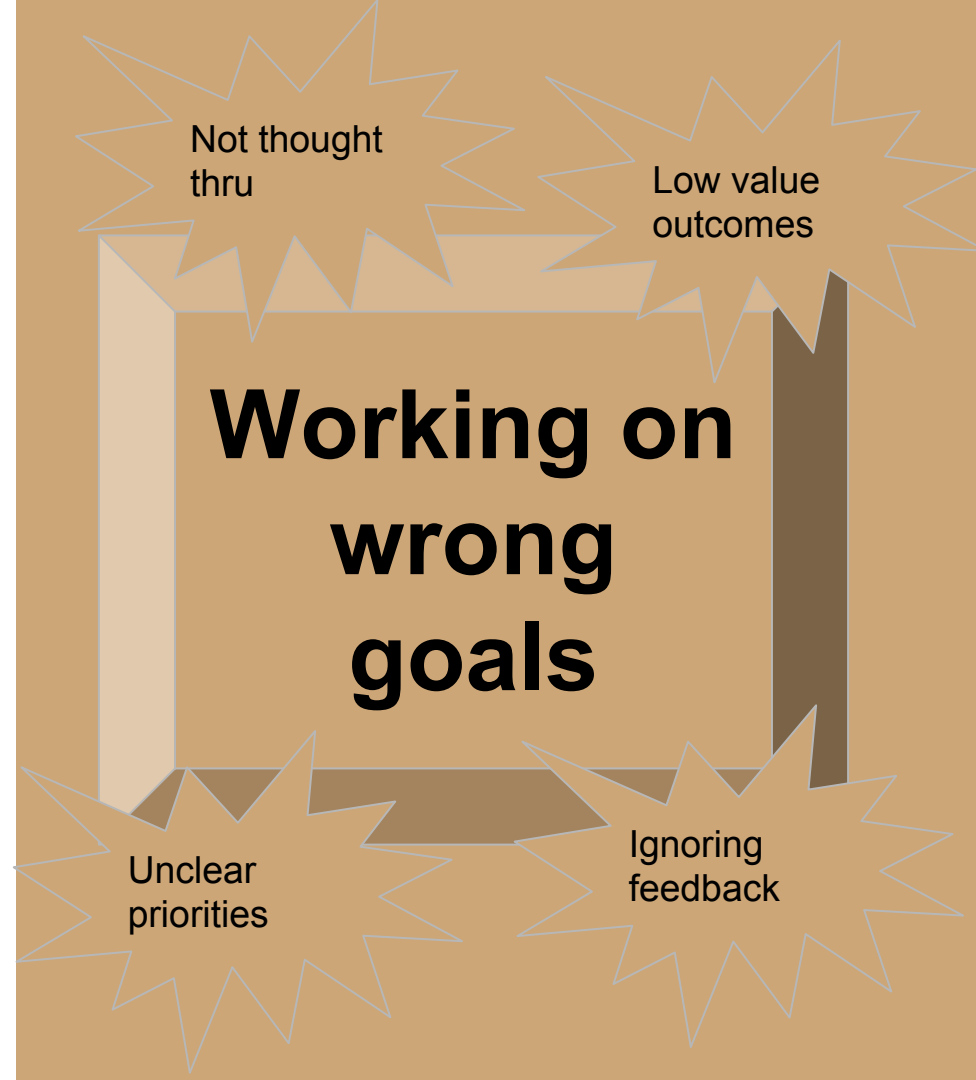 Not thought
thru
Low value
outcomes
Working on
wrong
goals
Unclear
priorities
Ignoring
feedback